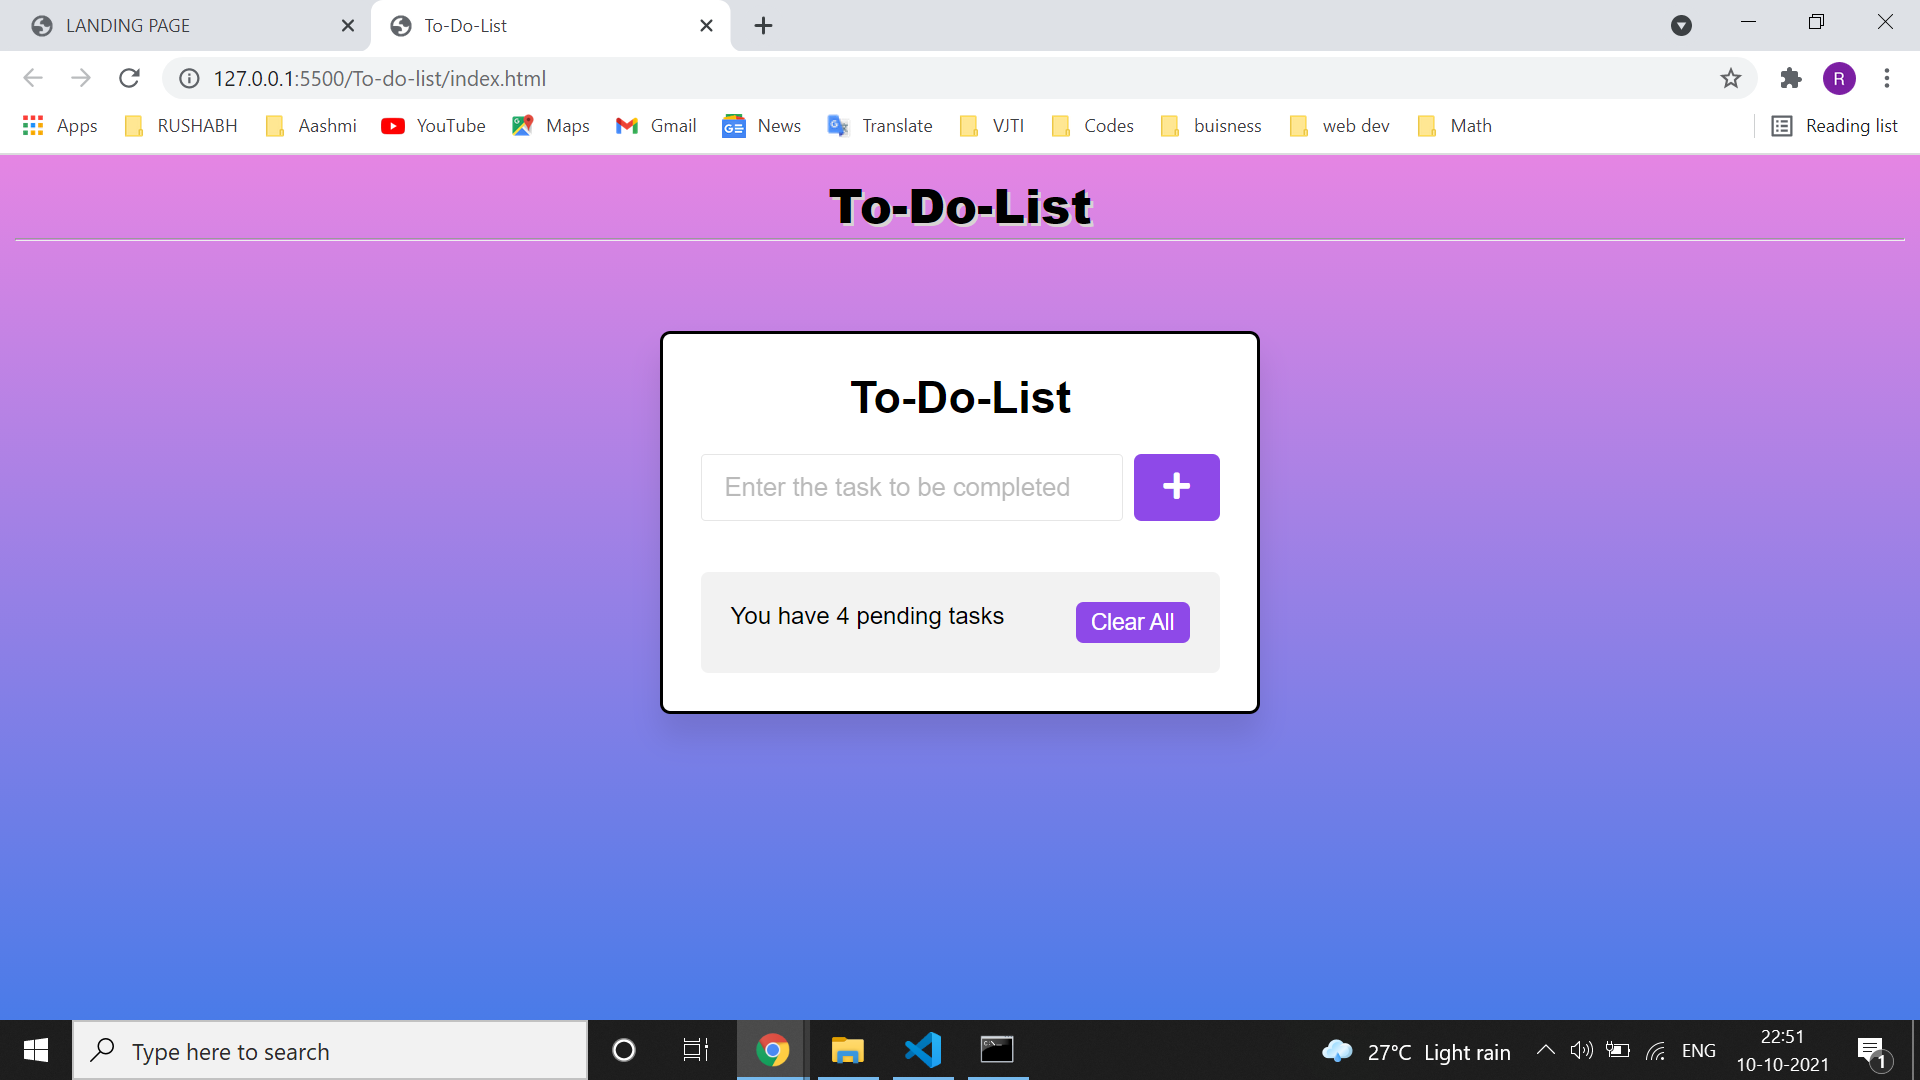 LANDING PAGE
To-Do-List
127.0.0.1:5500/To-do-list/index.html
R
Apps RUSHABH Aashmi YouTube Maps Gmail News Translate VJTI Codes buisness web dev Math Reading list
To-Do-List
To-Do-List
Enter the task to be completed
+
You have 4 pending tasks
Clear All
Type here to search
27°C Light rain
ENG
22:51
10-10-2021
1